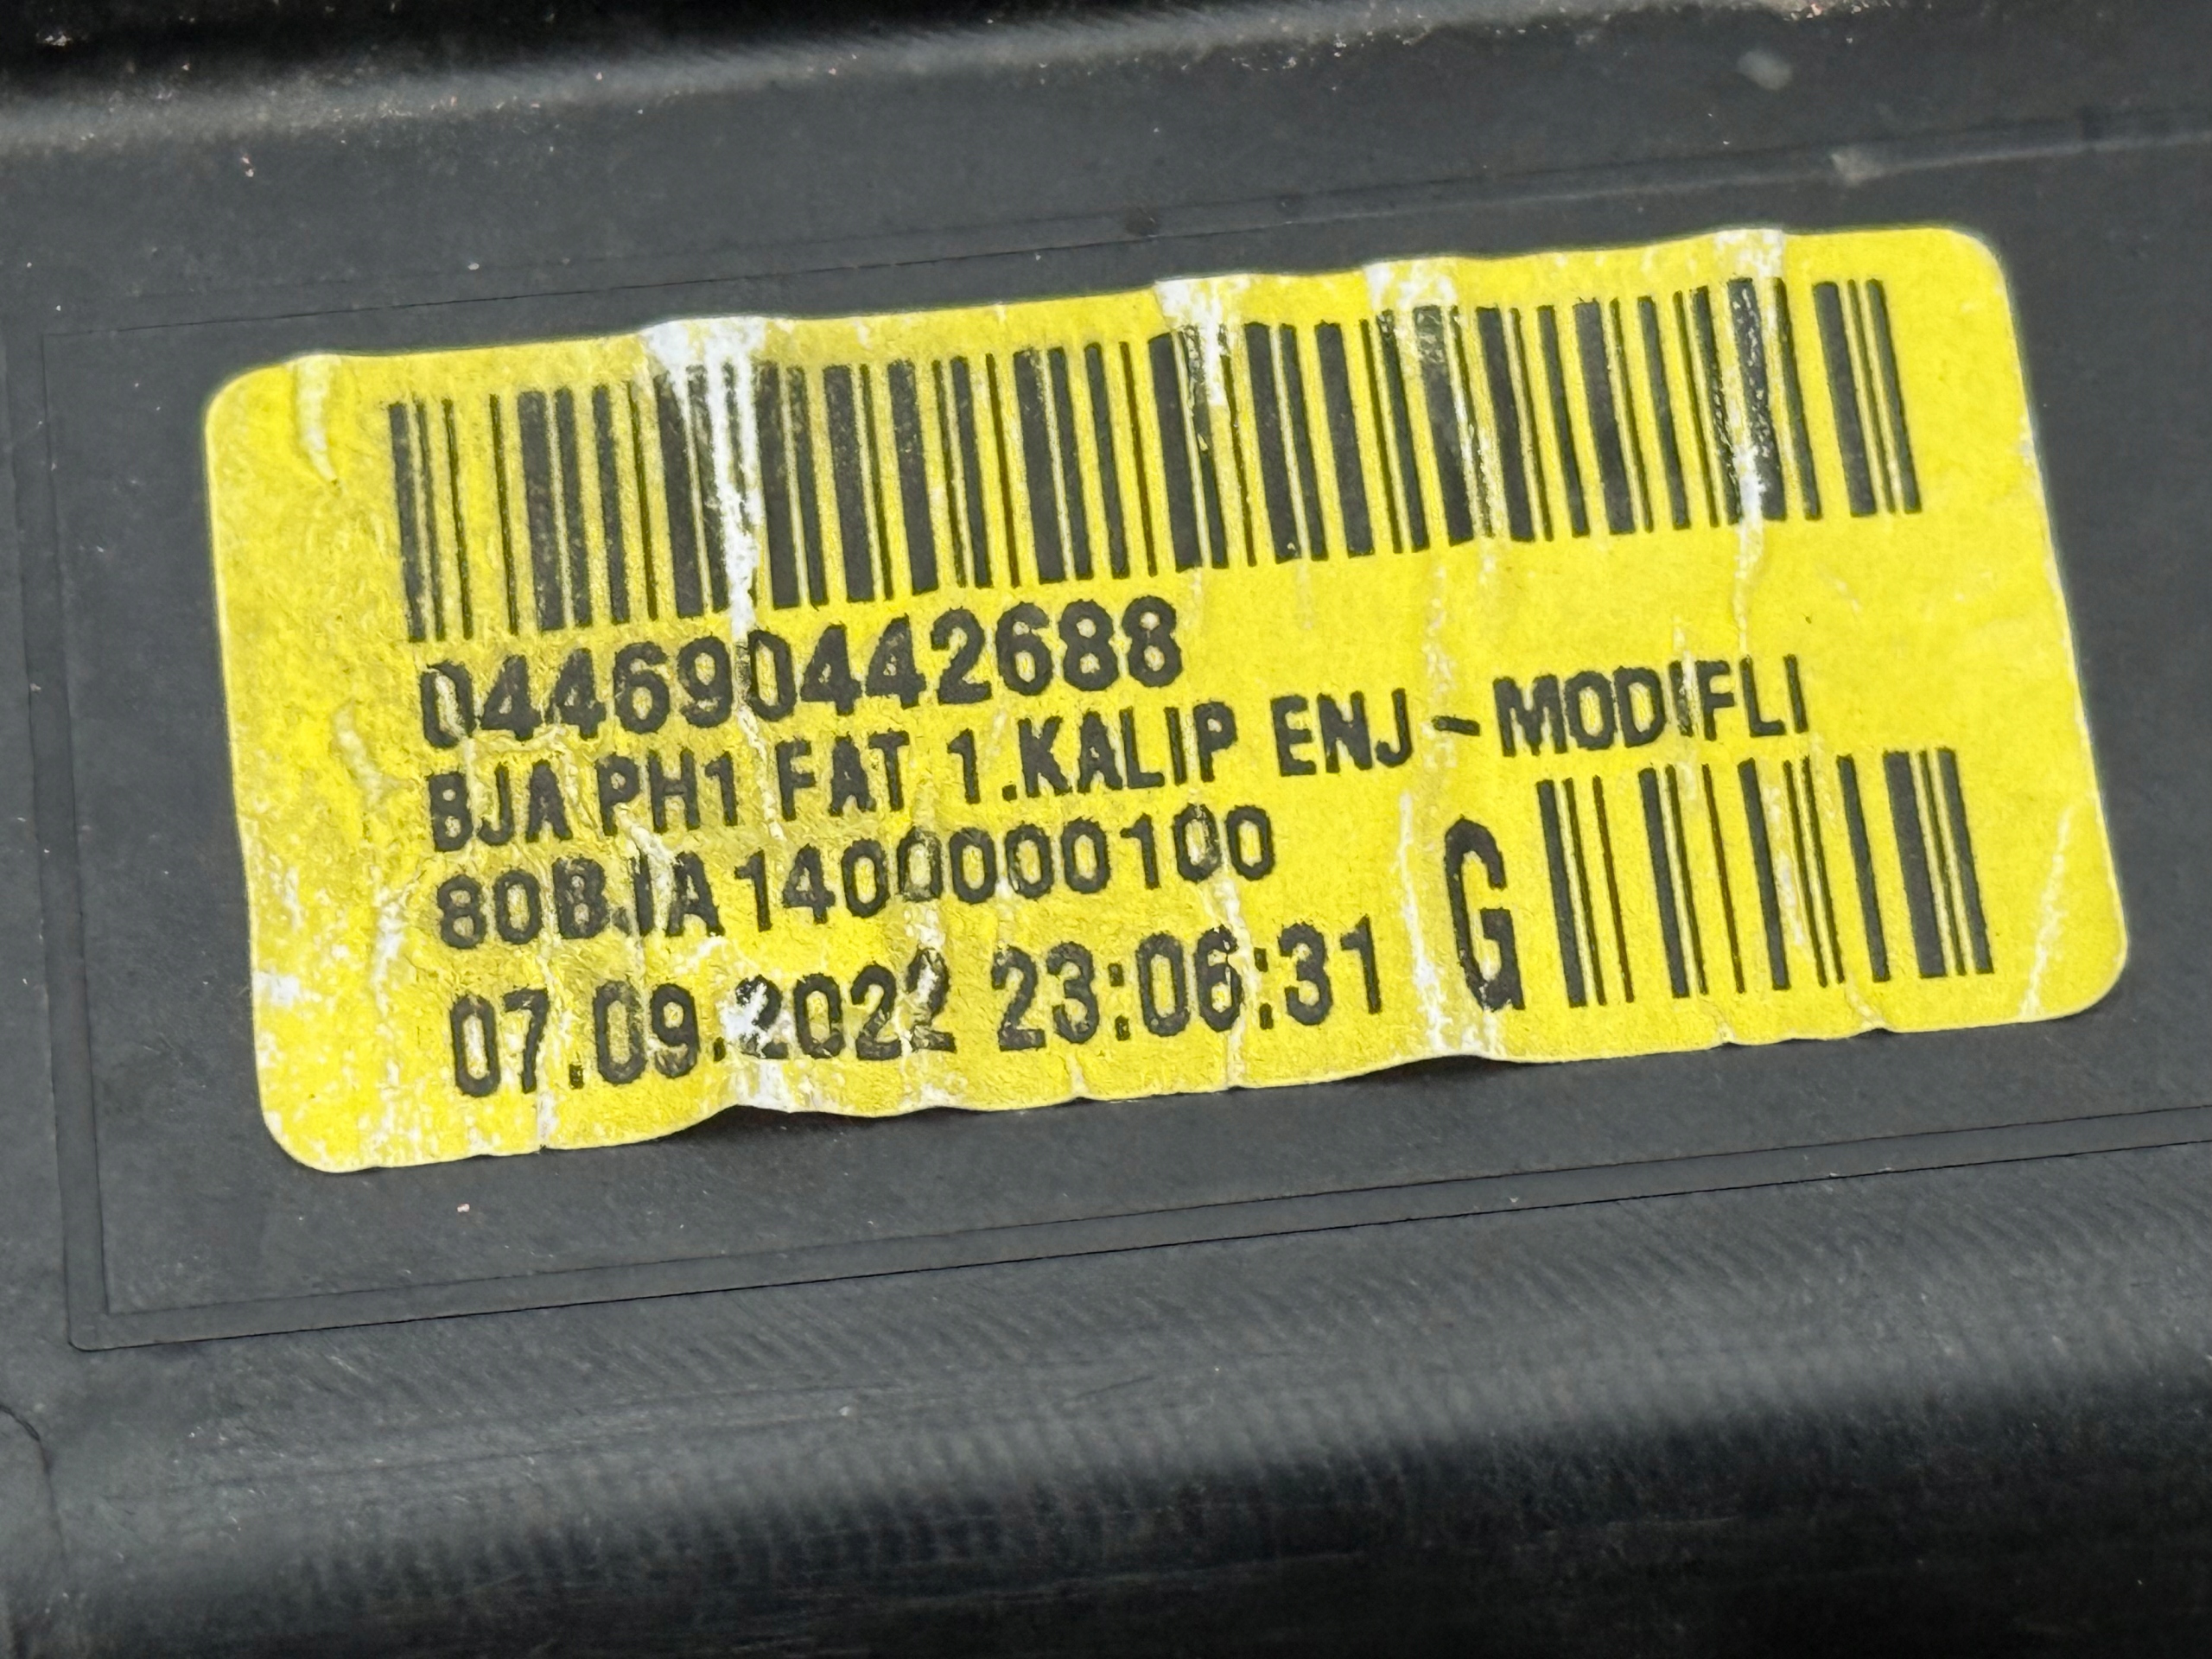 044690442688
BJA PH1 FAT 1.KALIP ENJ-MODIFLI
80BJA1400000100
07.09.2022 23:06:31 G